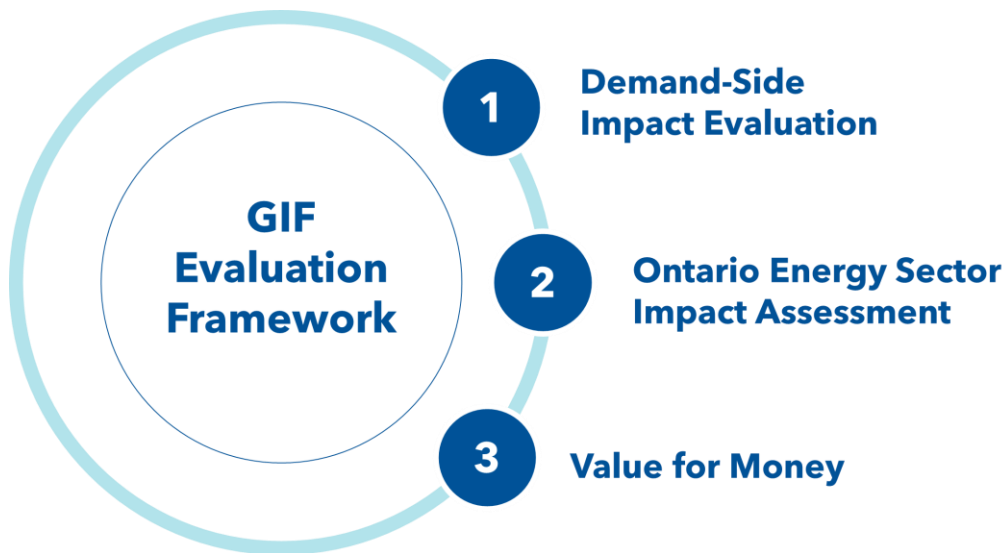 GIF
Evaluation
Framework
1
Demand-Side
Impact Evaluation
2
Ontario Energy Sector
Impact Assessment
3
Value for Money